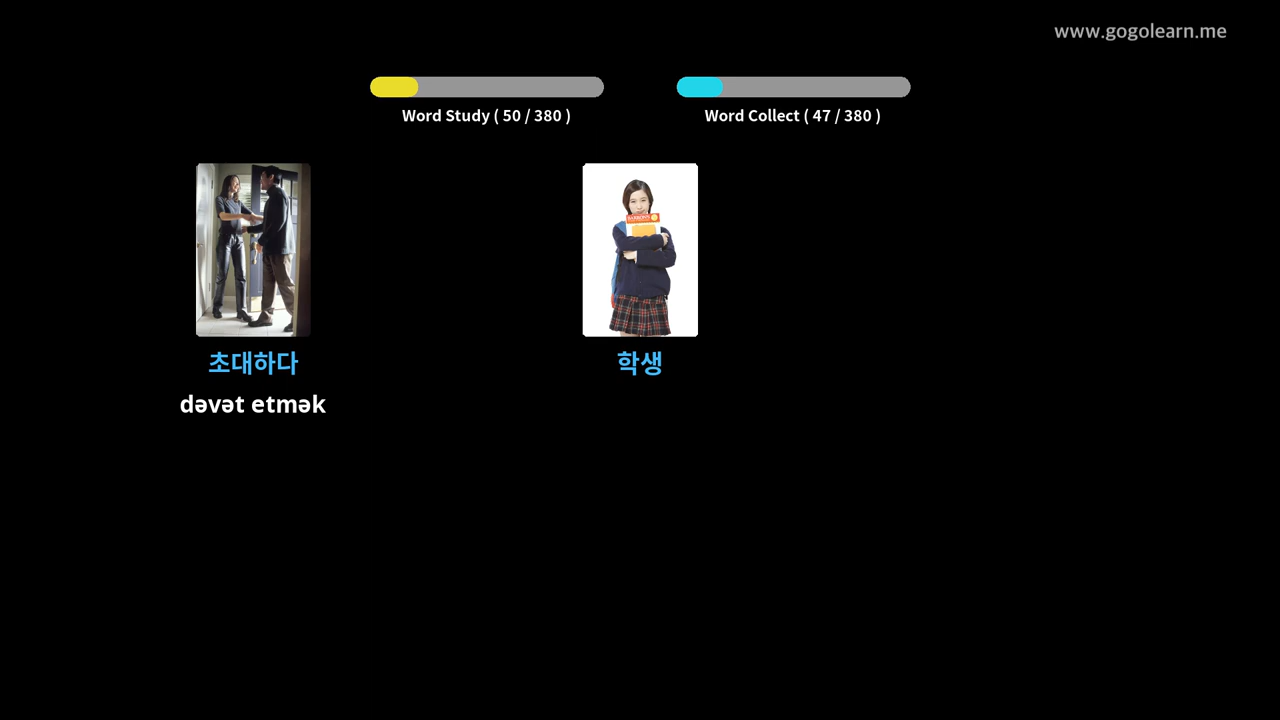 www.gogolearn.me
Word Study ( 50 / 380 )
Word Collect ( 47 / 380 )
BARRON'S
초대하다
학생
dəvət etmək